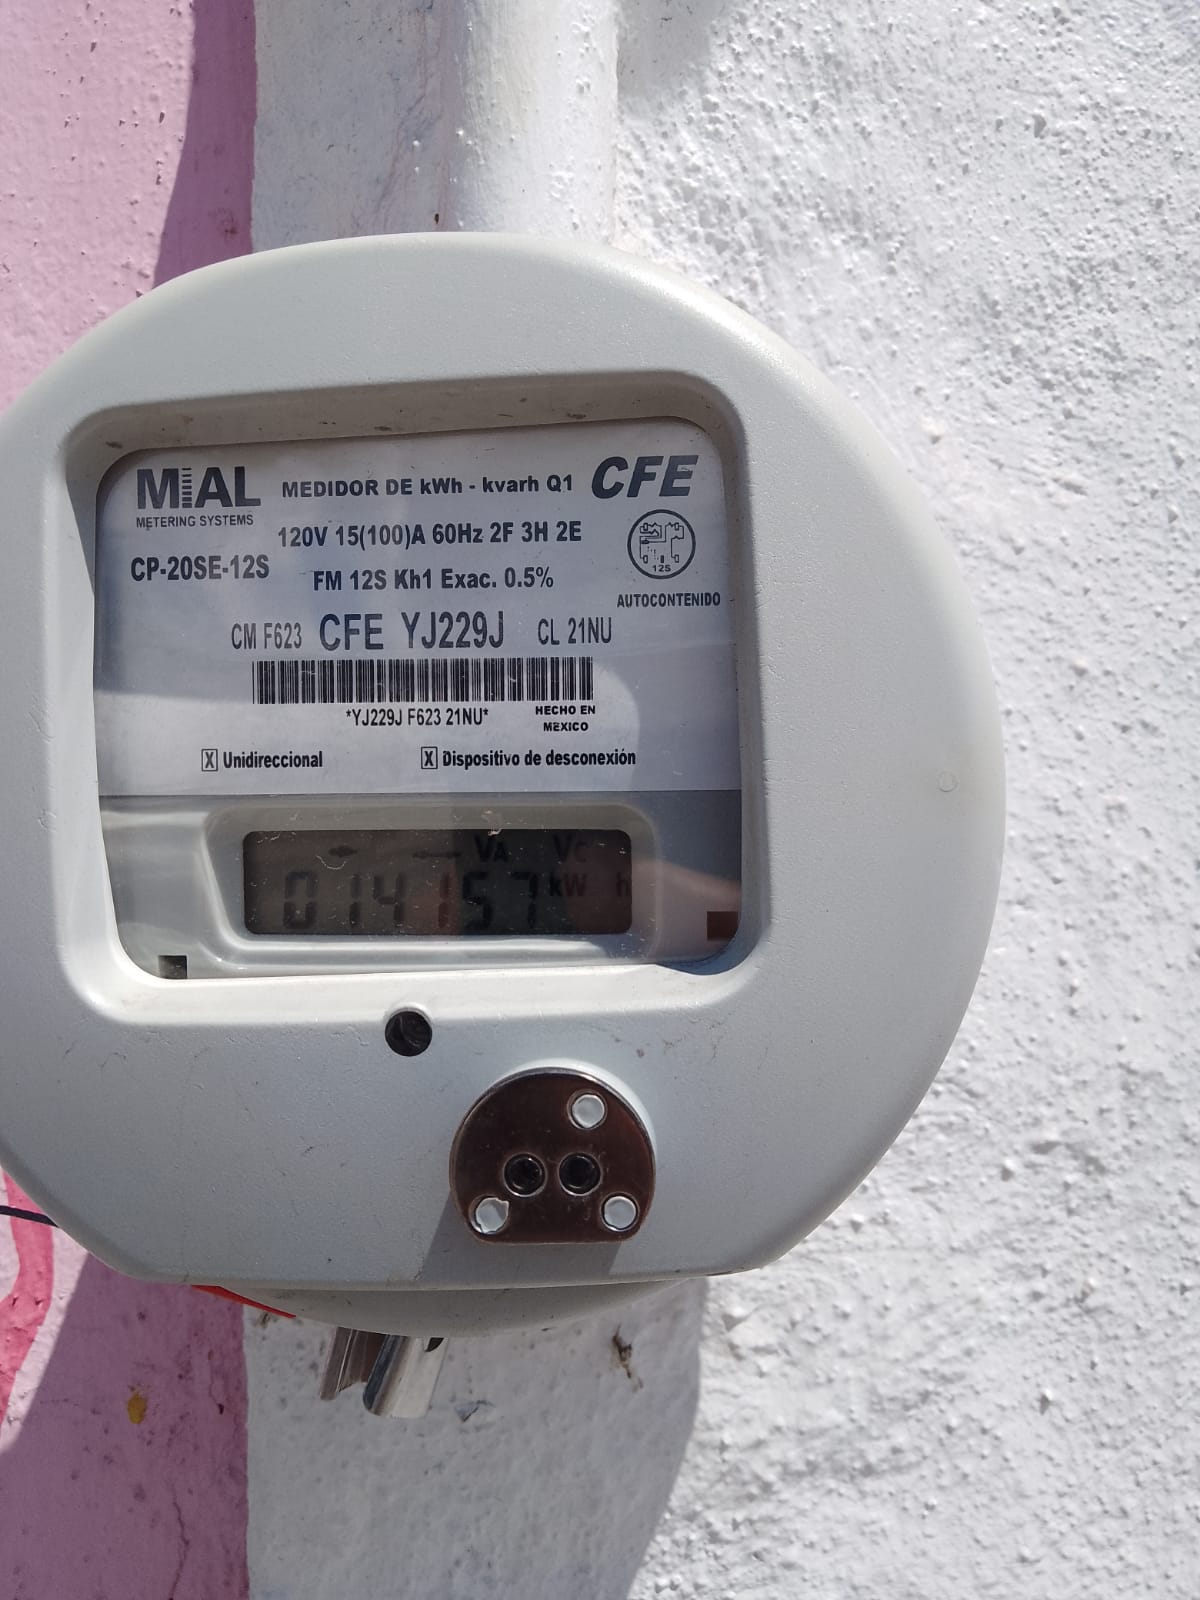 MIAL
METERING SYSTEMS
MEDIDOR DE kWh - kvarh Q1
CFE
120V 15(100)A 60Hz 2F 3H 2E
CP-20SE-12S
FM 12S Kh1 Exac. 0.5%
12S
AUTOCONTENIDO
CM F623 CFE YJ229J CL 21NU
*YJ229J F623 21NU*
HECHO EN
MEXICO
X Unidireccional
X Dispositivo de desconexión
VA VC
014157 kW h